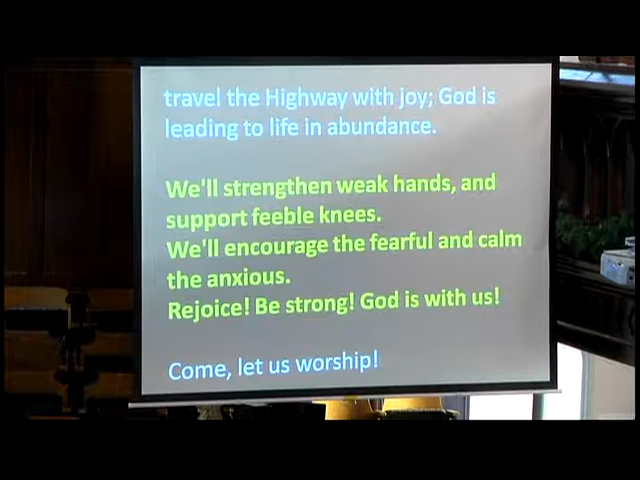 travel the Highway with joy; God is
leading to life in abundance.
We'll strengthen weak hands, and
support feeble knees.
We'll encourage the fearful and calm
the anxious.
Rejoice! Be strong! God is with us!
Come, let us worship!